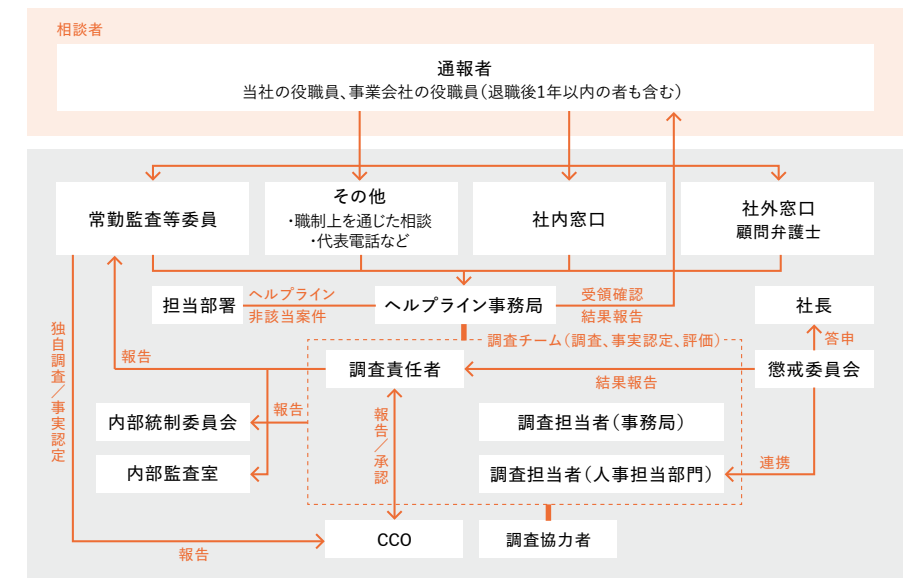 相談者
通報者
当社の役職員、事業会社の役職員（退職後1年以内の者も含む）
常勤監査等委員
その他
・職制上を通じた相談
・代表電話など
社内窓口
社外窓口
顧問弁護士
担当部署
ヘルプライン
非該当案件
ヘルプライン事務局
受領確認
結果報告
社長
答申
独自調査／事実認定
報告
調査チーム（調査、事実認定、評価）
調査責任者
結果報告
懲戒委員会
内部統制委員会
報告
報告／承認
調査担当者（事務局）
内部監査室
調査担当者（人事担当部門）
連携
報告
CCO
調査協力者